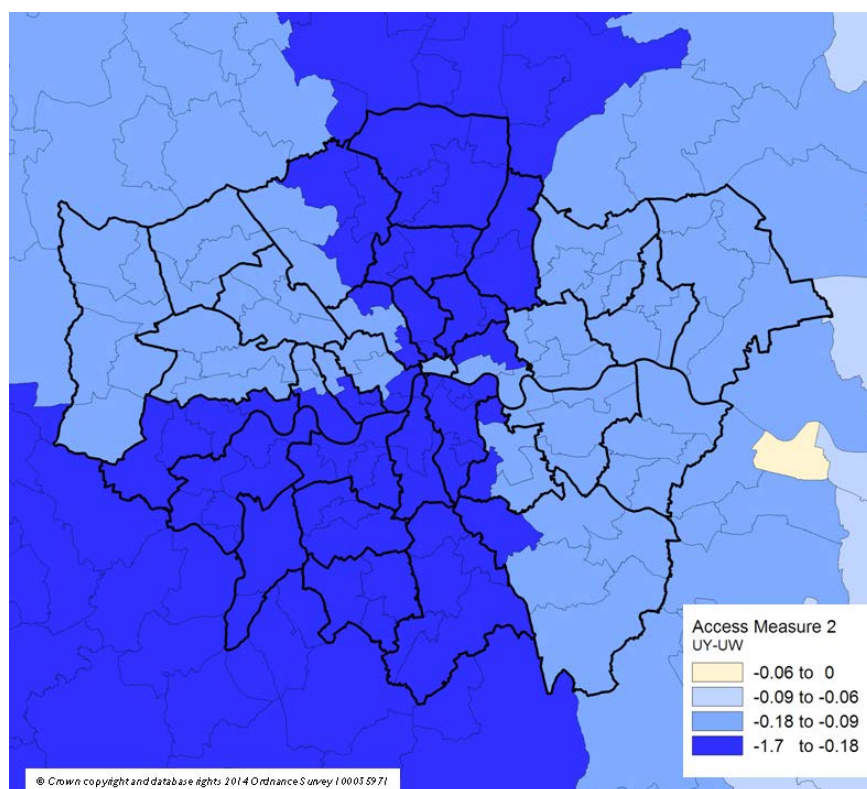 Access Measure 2
UY-UW
-0.06 to 0
-0.09 to -0.06
-0.18 to -0.09
-1.7 to -0.18
© Crown copyright and database rights 2014 Ordnance Survey 100035971